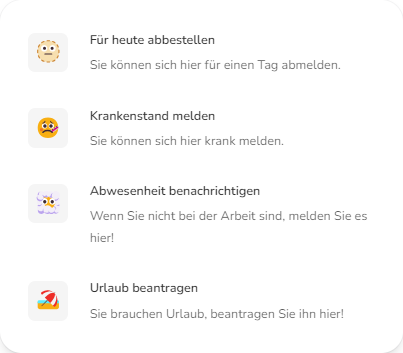 Für heute abbestellen
Sie können sich hier für einen Tag abmelden.
Krankenstand melden
Sie können sich hier krank melden.
Abwesenheit benachrichtigen
Wenn Sie nicht bei der Arbeit sind, melden Sie es
hier!
Urlaub beantragen
Sie brauchen Urlaub, beantragen Sie ihn hier!